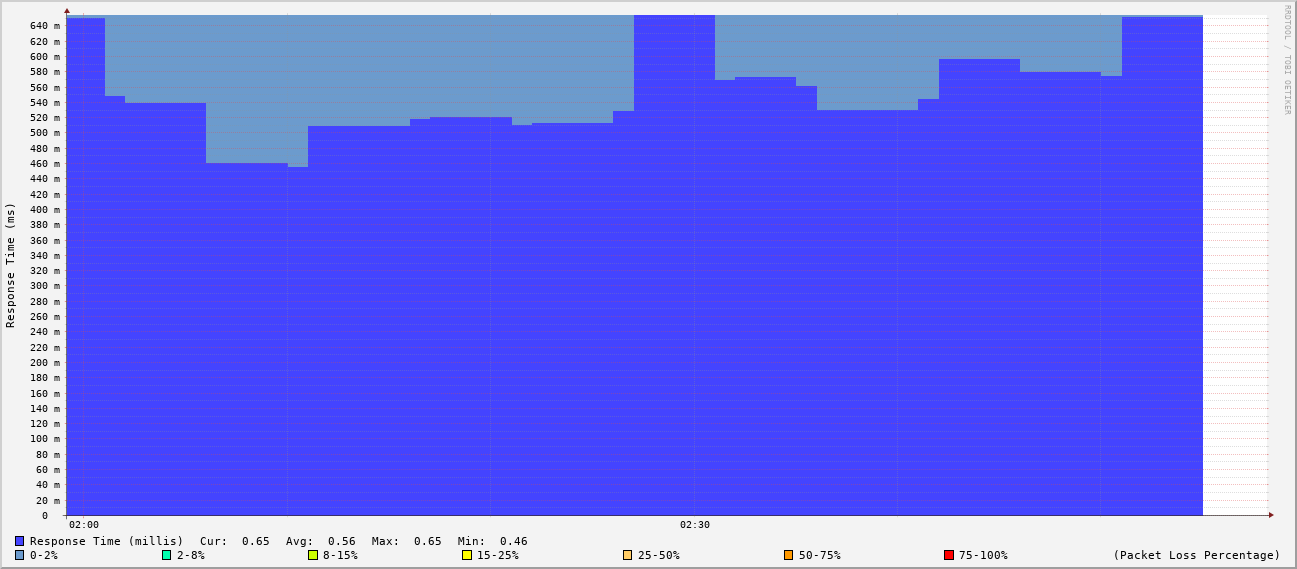 RRDTOOL / TOBI OETIKER
Response Time (ms)
640 m
620 m
600 m
580 m
560 m
540 m
520 m
500 m
480 m
460 m
440 m
420 m
400 m
380 m
360 m
340 m
320 m
300 m
280 m
260 m
240 m
220 m
200 m
180 m
160 m
140 m
120 m
100 m
80 m
60 m
40 m
20 m
0
02:00 02:30
Response Time (millis) Cur: 0.65 Avg: 0.56 Max: 0.65 Min: 0.46
0-2% 2-8% 8-15% 15-25% 25-50% 50-75% 75-100% (Packet Loss Percentage)